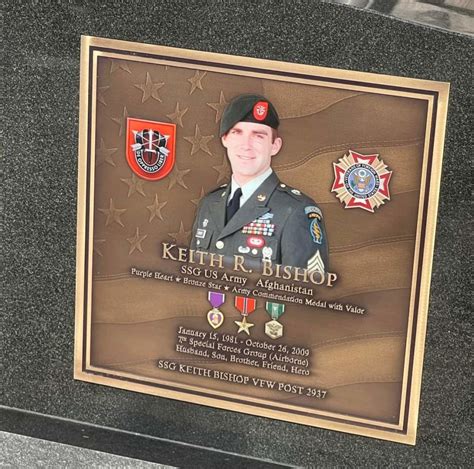 KEITH R. BISHOP
SSG US Army Afghanistan
Purple Heart ★ Bronze Star ★ Army Commendation Medal with Valor
January 15, 1981 - October 26, 2009
7th Special Forces Group (Airborne)
Husband, Son, Brother, Friend, Hero
SSG KEITH BISHOP VFW POST 2937